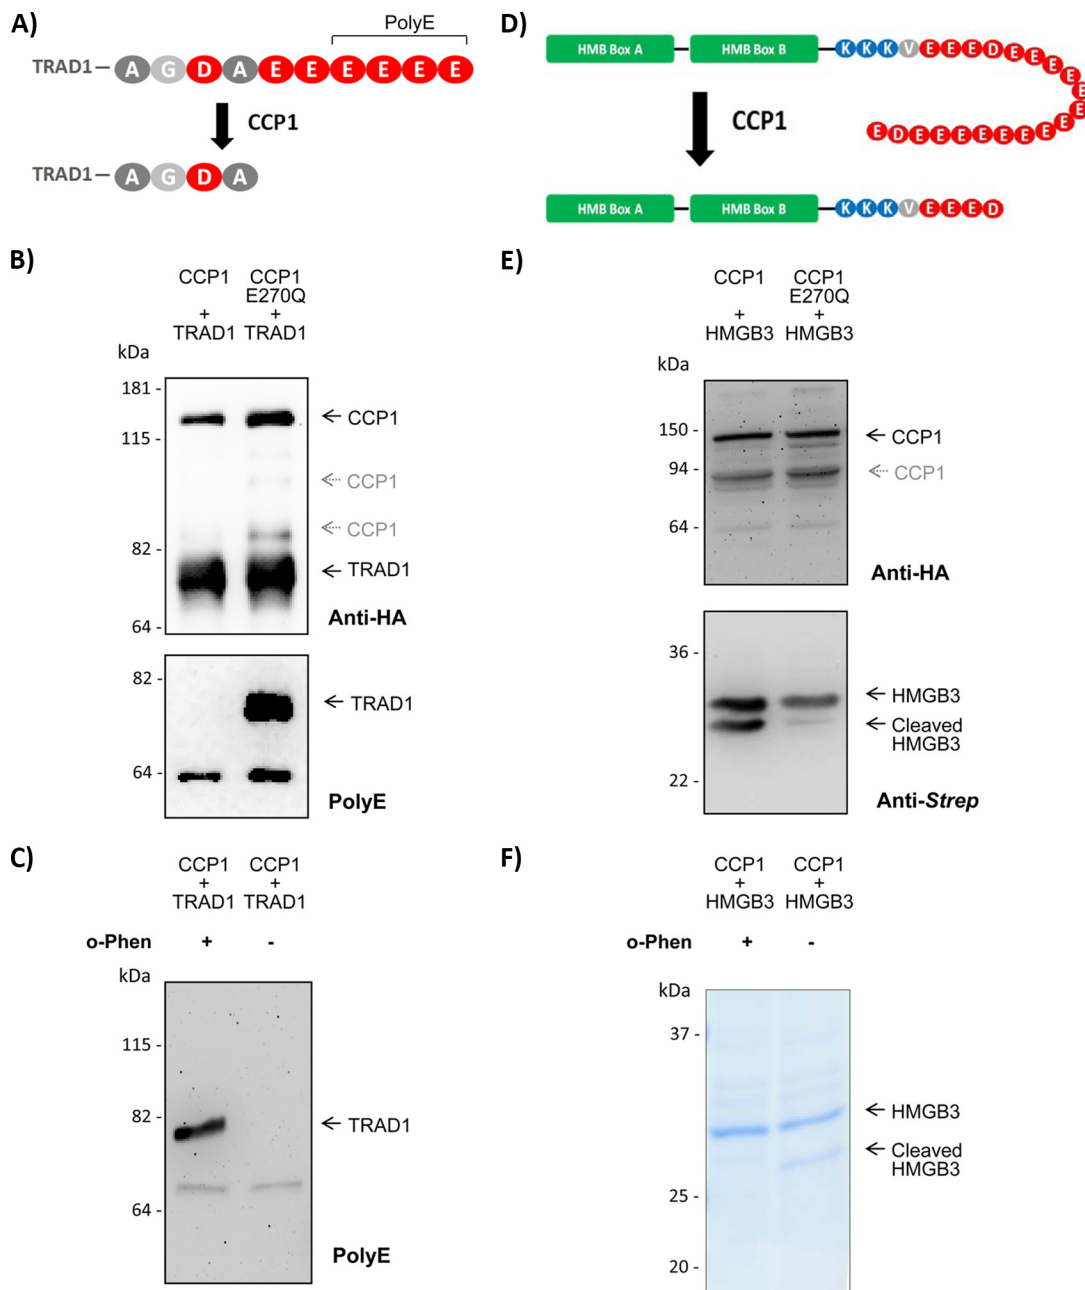 A)
PolyE
TRAD1 – A G D A E E E E E E
CCP1
TRAD1 – A G D A
B)
CCP1 CCP1
E270Q
+ +
TRAD1 TRAD1
kDa
181 -
CCP1
115 -
CCP1
CCP1
82 -
TRAD1
64 -
Anti-HA
82 -
TRAD1
64 -
PolyE
C)
CCP1 CCP1
+ +
TRAD1 TRAD1
o-Phen + -
kDa
115 -
82 -
TRAD1
64 -
PolyE
D)
HMB Box A HMB Box B K K K V E E E D E E E E E E E E E E E E E E E D E
CCP1
HMB Box A HMB Box B K K K V E E E D
E)
CCP1 CCP1
E270Q
+ +
HMGB3 HMGB3
kDa
150 -
CCP1
94 -
CCP1
64 -
Anti-HA
36 -
HMGB3
Cleaved
HMGB3
22 -
Anti-Strep
F)
CCP1 CCP1
+ +
HMGB3 HMGB3
o-Phen + -
kDa
37 -
HMGB3
Cleaved
HMGB3
25 -
20 -